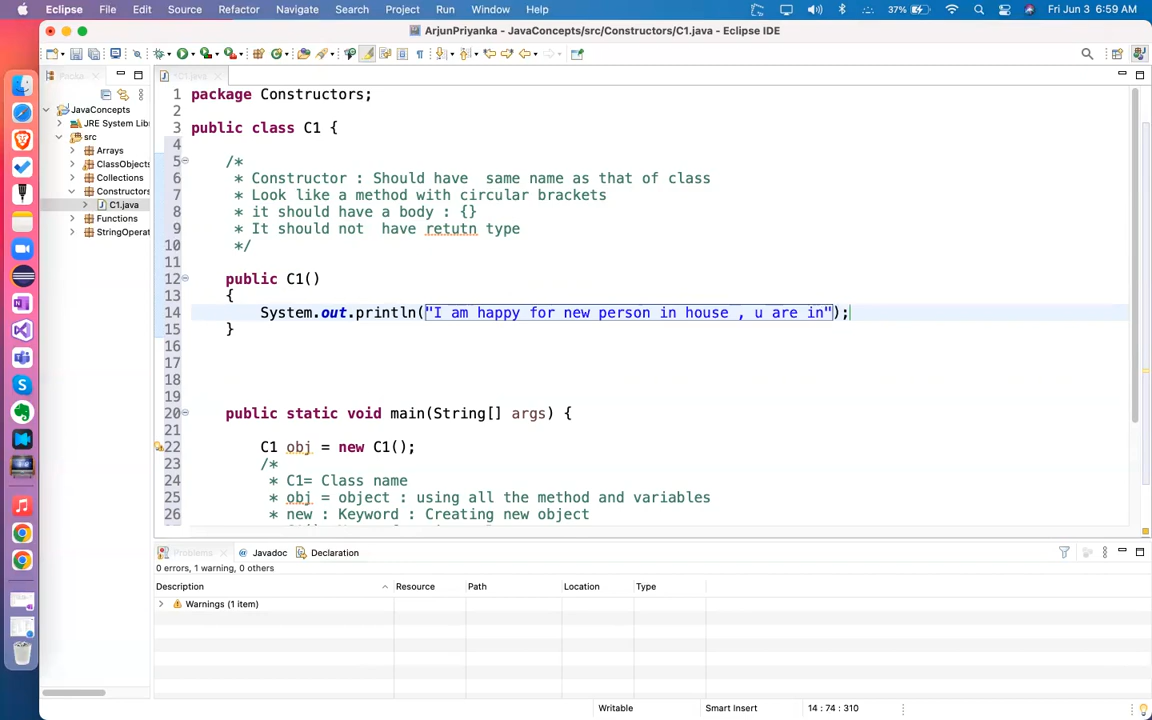 Eclipse File Edit Source Refactor Navigate Search Project Run Window Help 37% Fri Jun 3 6:59 AM
ArjunPriyanka - JavaConcepts/src/Constructors/C1.java - Eclipse IDE
*C1.java
JavaConcepts
JRE System Lib
src
Arrays
ClassObjects
Collections
Constructors
C1.java
Functions
StringOperat
1 package Constructors;
2
3 public class C1 {
4
5 /*
6 * Constructor : Should have  same name as that of class
7 * Look like a method with circular brackets
8 * it should have a body : {}
9 * It should not  have retutn type
10 */
11
12 public C1()
13 {
14 System.out.println("I am happy for new person in house , u are in");
15 }
16
17
18
19
20 public static void main(String[] args) {
21
22 C1 obj = new C1();
23 /*
24 * C1= Class name
25 * obj = object : using all the method and variables
26 * new : Keyword : Creating new object
Problems Javadoc Declaration
0 errors, 1 warning, 0 others
Description Resource Path Location Type
Warnings (1 item)
Writable Smart Insert 14 : 74 : 310